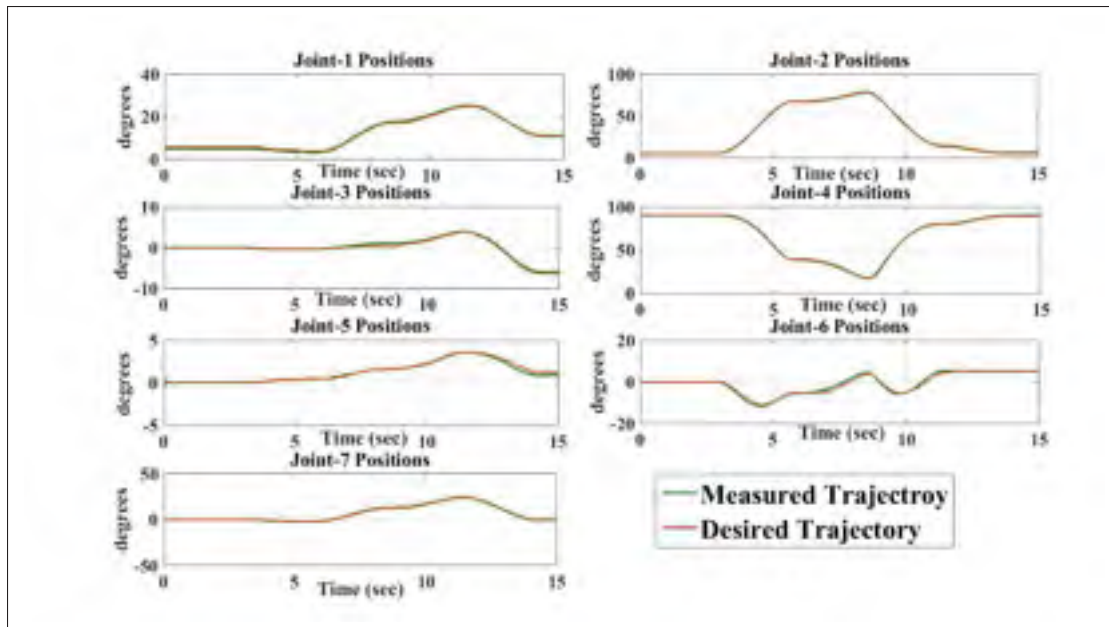 Joint-1 Positions
40
20
0
degrees
0
5
10
15
Time (sec)
Joint-2 Positions
100
50
0
degrees
0
5
10
15
Time (sec)
Joint-3 Positions
10
0
-10
degrees
0
5
10
15
Time (sec)
Joint-4 Positions
100
50
0
degrees
0
5
10
15
Time (sec)
Joint-5 Positions
5
0
-5
degrees
0
5
10
15
Time (sec)
Joint-6 Positions
20
0
-20
degrees
0
5
10
15
Time (sec)
Joint-7 Positions
50
0
-50
degrees
0
5
10
15
Time (sec)
Measured Trajectroy
Desired Trajectory